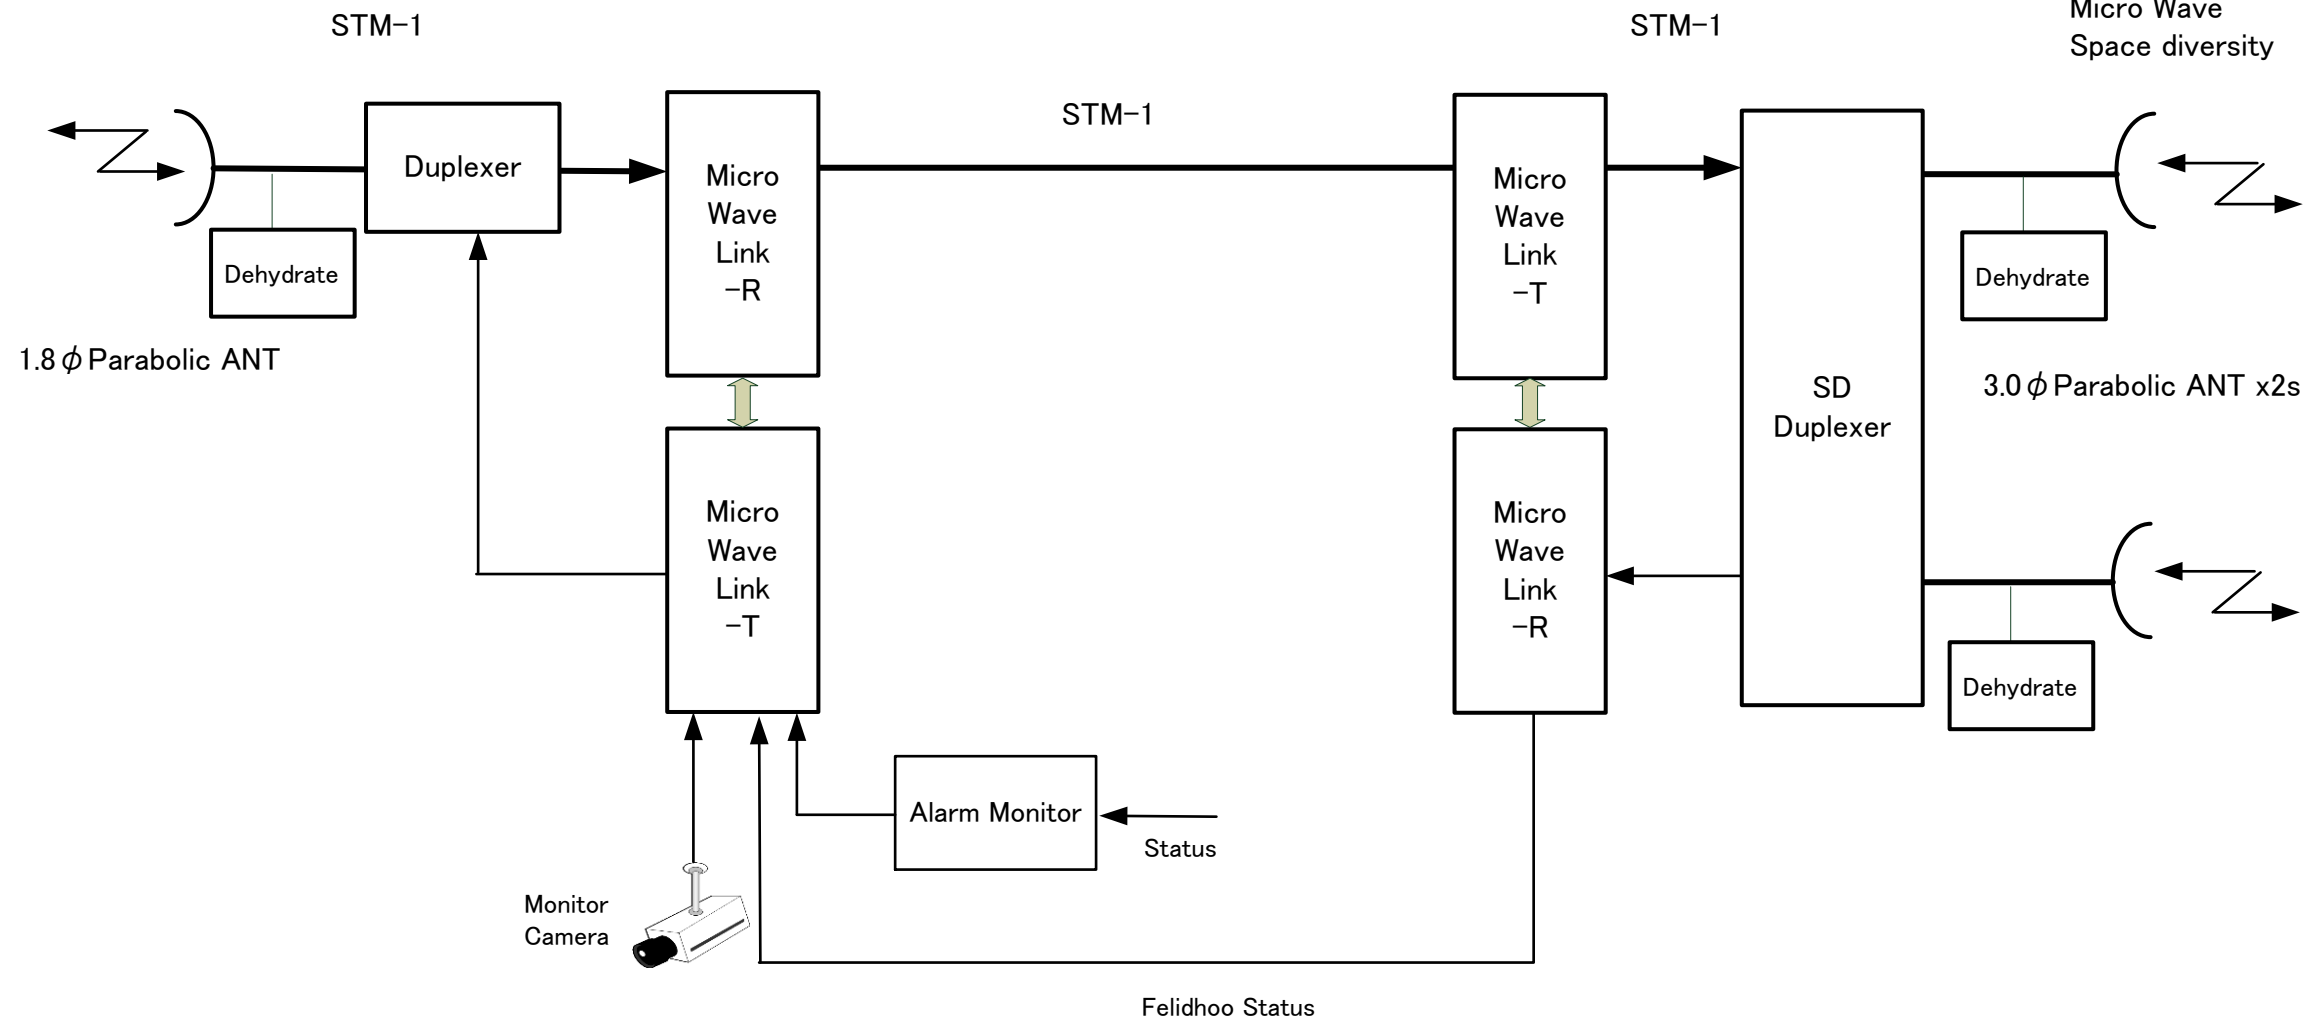 STM-1
STM-1
Micro Wave
Space diversity
STM-1
Duplexer
Micro
Wave
Link
-R
Micro
Wave
Link
-T
Dehydrate
Dehydrate
1.8φParabolic ANT
SD
Duplexer
3.0φParabolic ANT x2s
Micro
Wave
Link
-T
Micro
Wave
Link
-R
Dehydrate
Alarm Monitor
Status
Monitor
Camera
Felidhoo Status